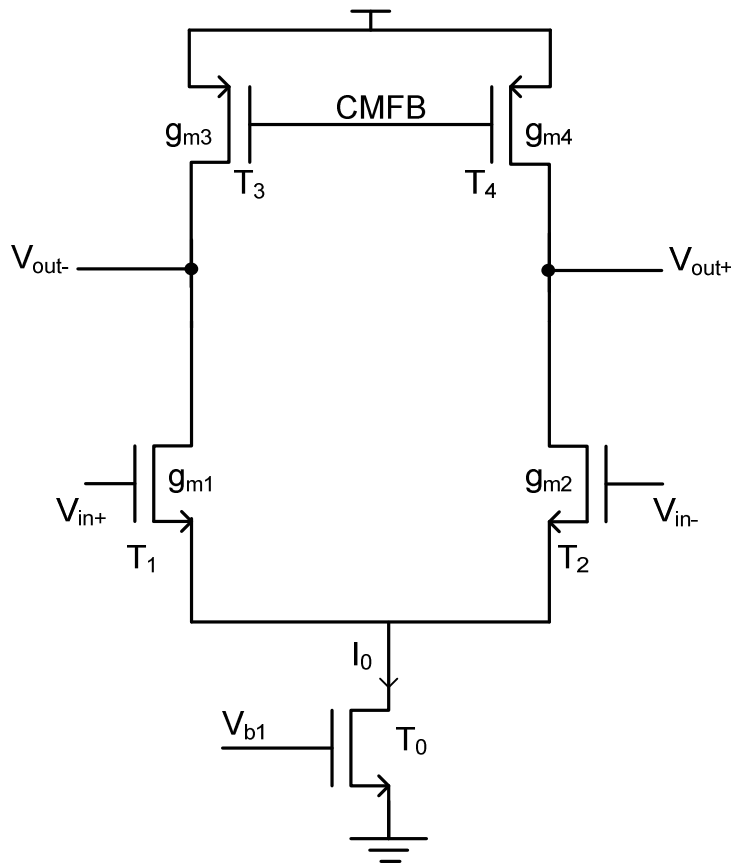 CMFB
gm3
gm4
T3
T4
Vout-
Vout+
gm1
gm2
Vin+
Vin-
T1
T2
I0
Vb1
T0